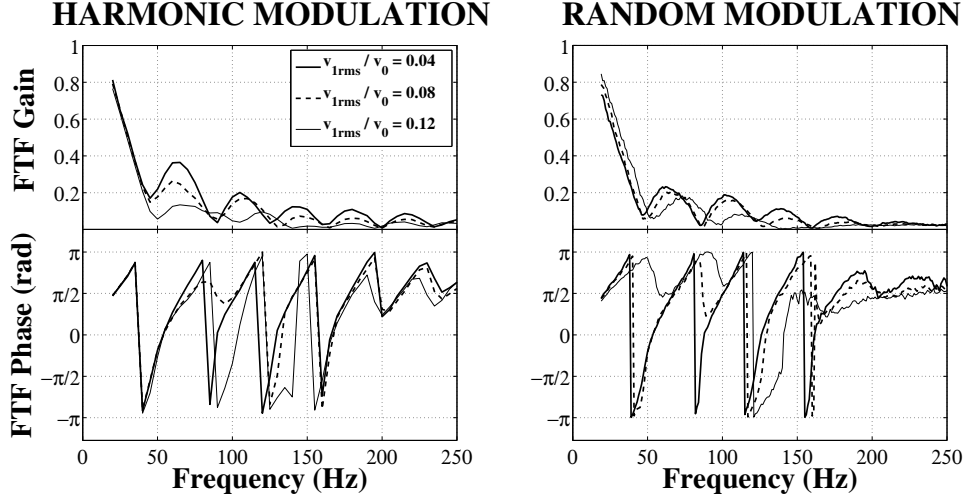 HARMONIC MODULATION
RANDOM MODULATION
FTF Gain
1
0.8
0.6
0.4
0.2
v1rms / v0 = 0.04
v1rms / v0 = 0.08
v1rms / v0 = 0.12
1
0.8
0.6
0.4
0.2
FTF Phase (rad)
π
π/2
0
−π/2
−π
0 50 100 150 200 250
Frequency (Hz)
π
π/2
0
−π/2
−π
0 50 100 150 200 250
Frequency (Hz)